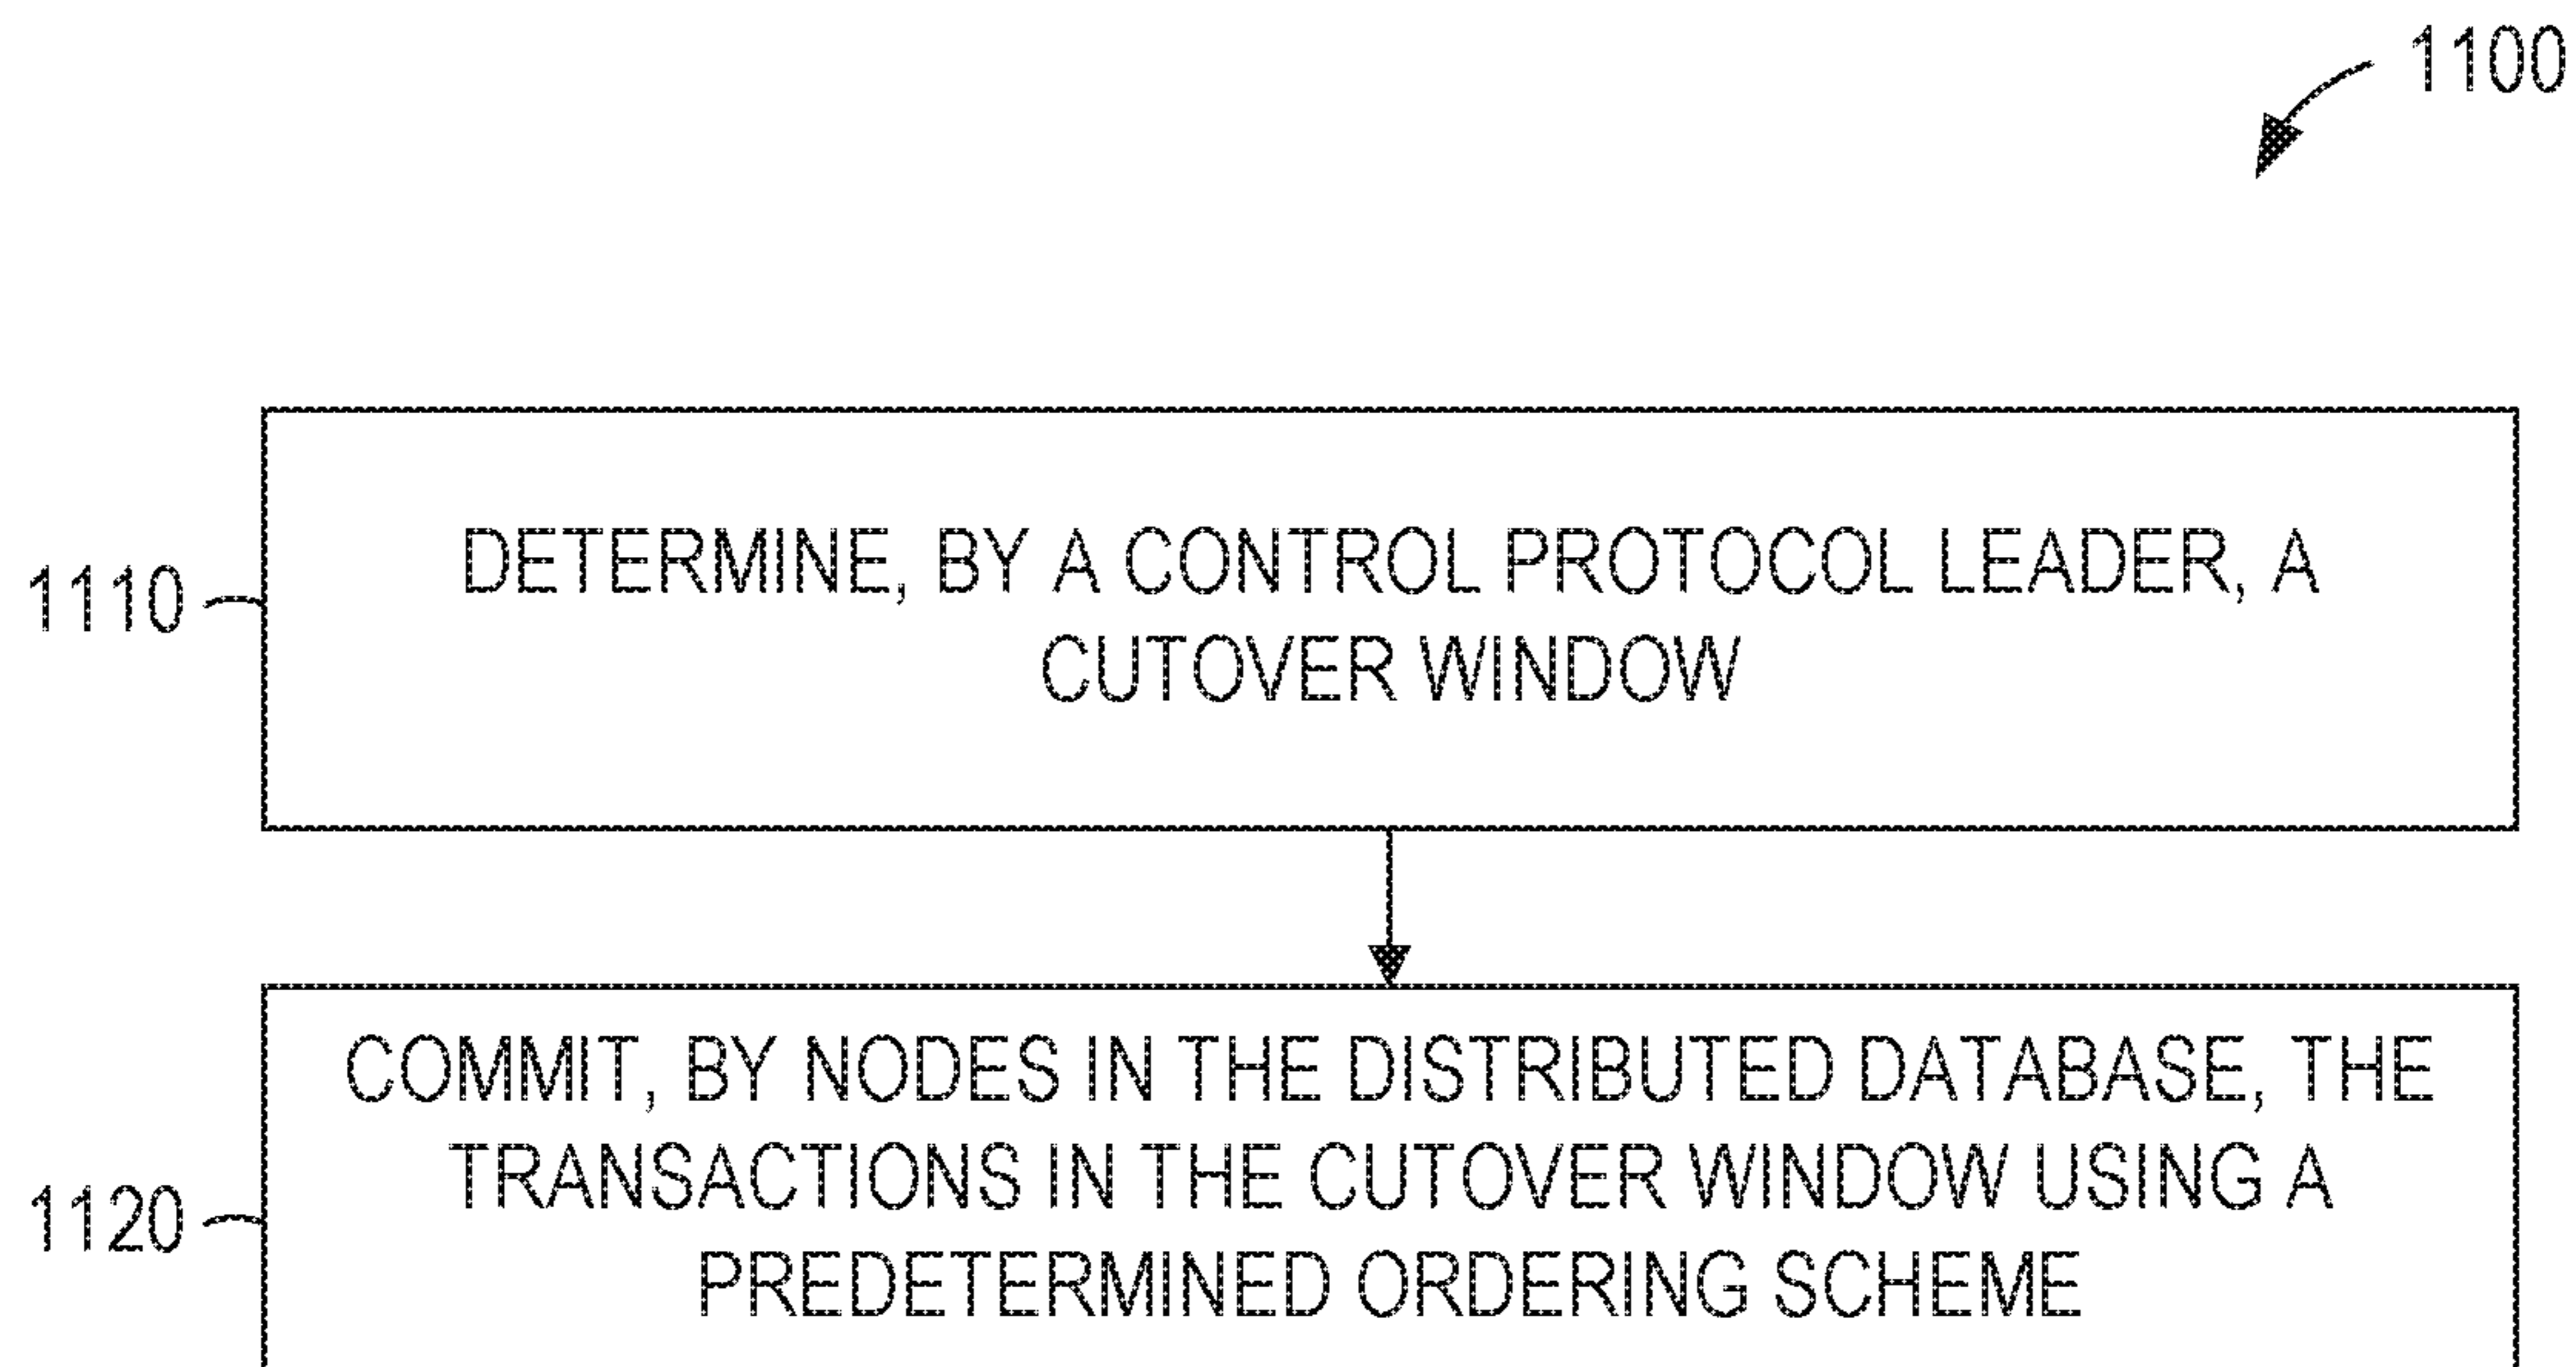 1100
1110
DETERMINE, BY A CONTROL PROTOCOL LEADER, A
CUTOVER WINDOW
1120
COMMIT, BY NODES IN THE DISTRIBUTED DATABASE, THE
TRANSACTIONS IN THE CUTOVER WINDOW USING A
PREDETERMINED ORDERING SCHEME